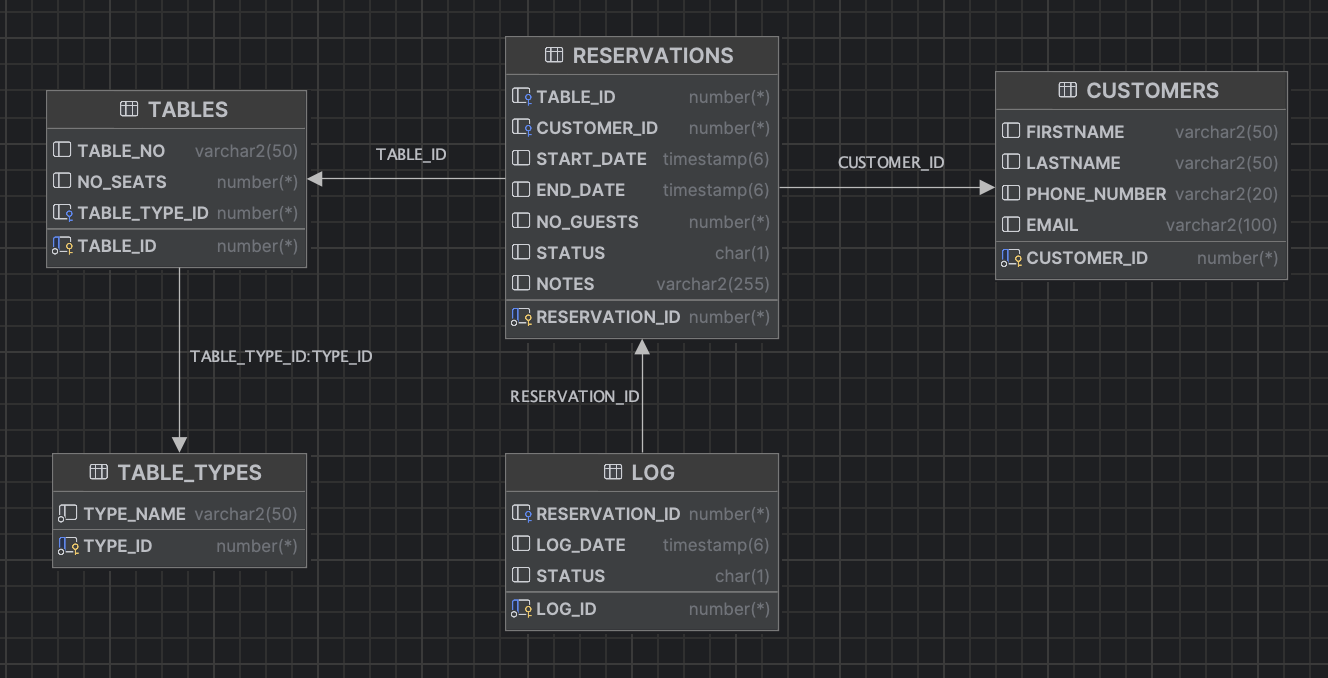 RESERVATIONS
TABLE_ID number(*)
CUSTOMER_ID number(*)
START_DATE timestamp(6)
END_DATE timestamp(6)
NO_GUESTS number(*)
STATUS char(1)
NOTES varchar2(255)
RESERVATION_ID number(*)
TABLES
TABLE_NO varchar2(50)
NO_SEATS number(*)
TABLE_TYPE_ID number(*)
TABLE_ID number(*)
TABLE_ID
CUSTOMER_ID
CUSTOMERS
FIRSTNAME varchar2(50)
LASTNAME varchar2(50)
PHONE_NUMBER varchar2(20)
EMAIL varchar2(100)
CUSTOMER_ID number(*)
TABLE_TYPE_ID:TYPE_ID
RESERVATION_ID
TABLE_TYPES
TYPE_NAME varchar2(50)
TYPE_ID number(*)
LOG
RESERVATION_ID number(*)
LOG_DATE timestamp(6)
STATUS char(1)
LOG_ID number(*)